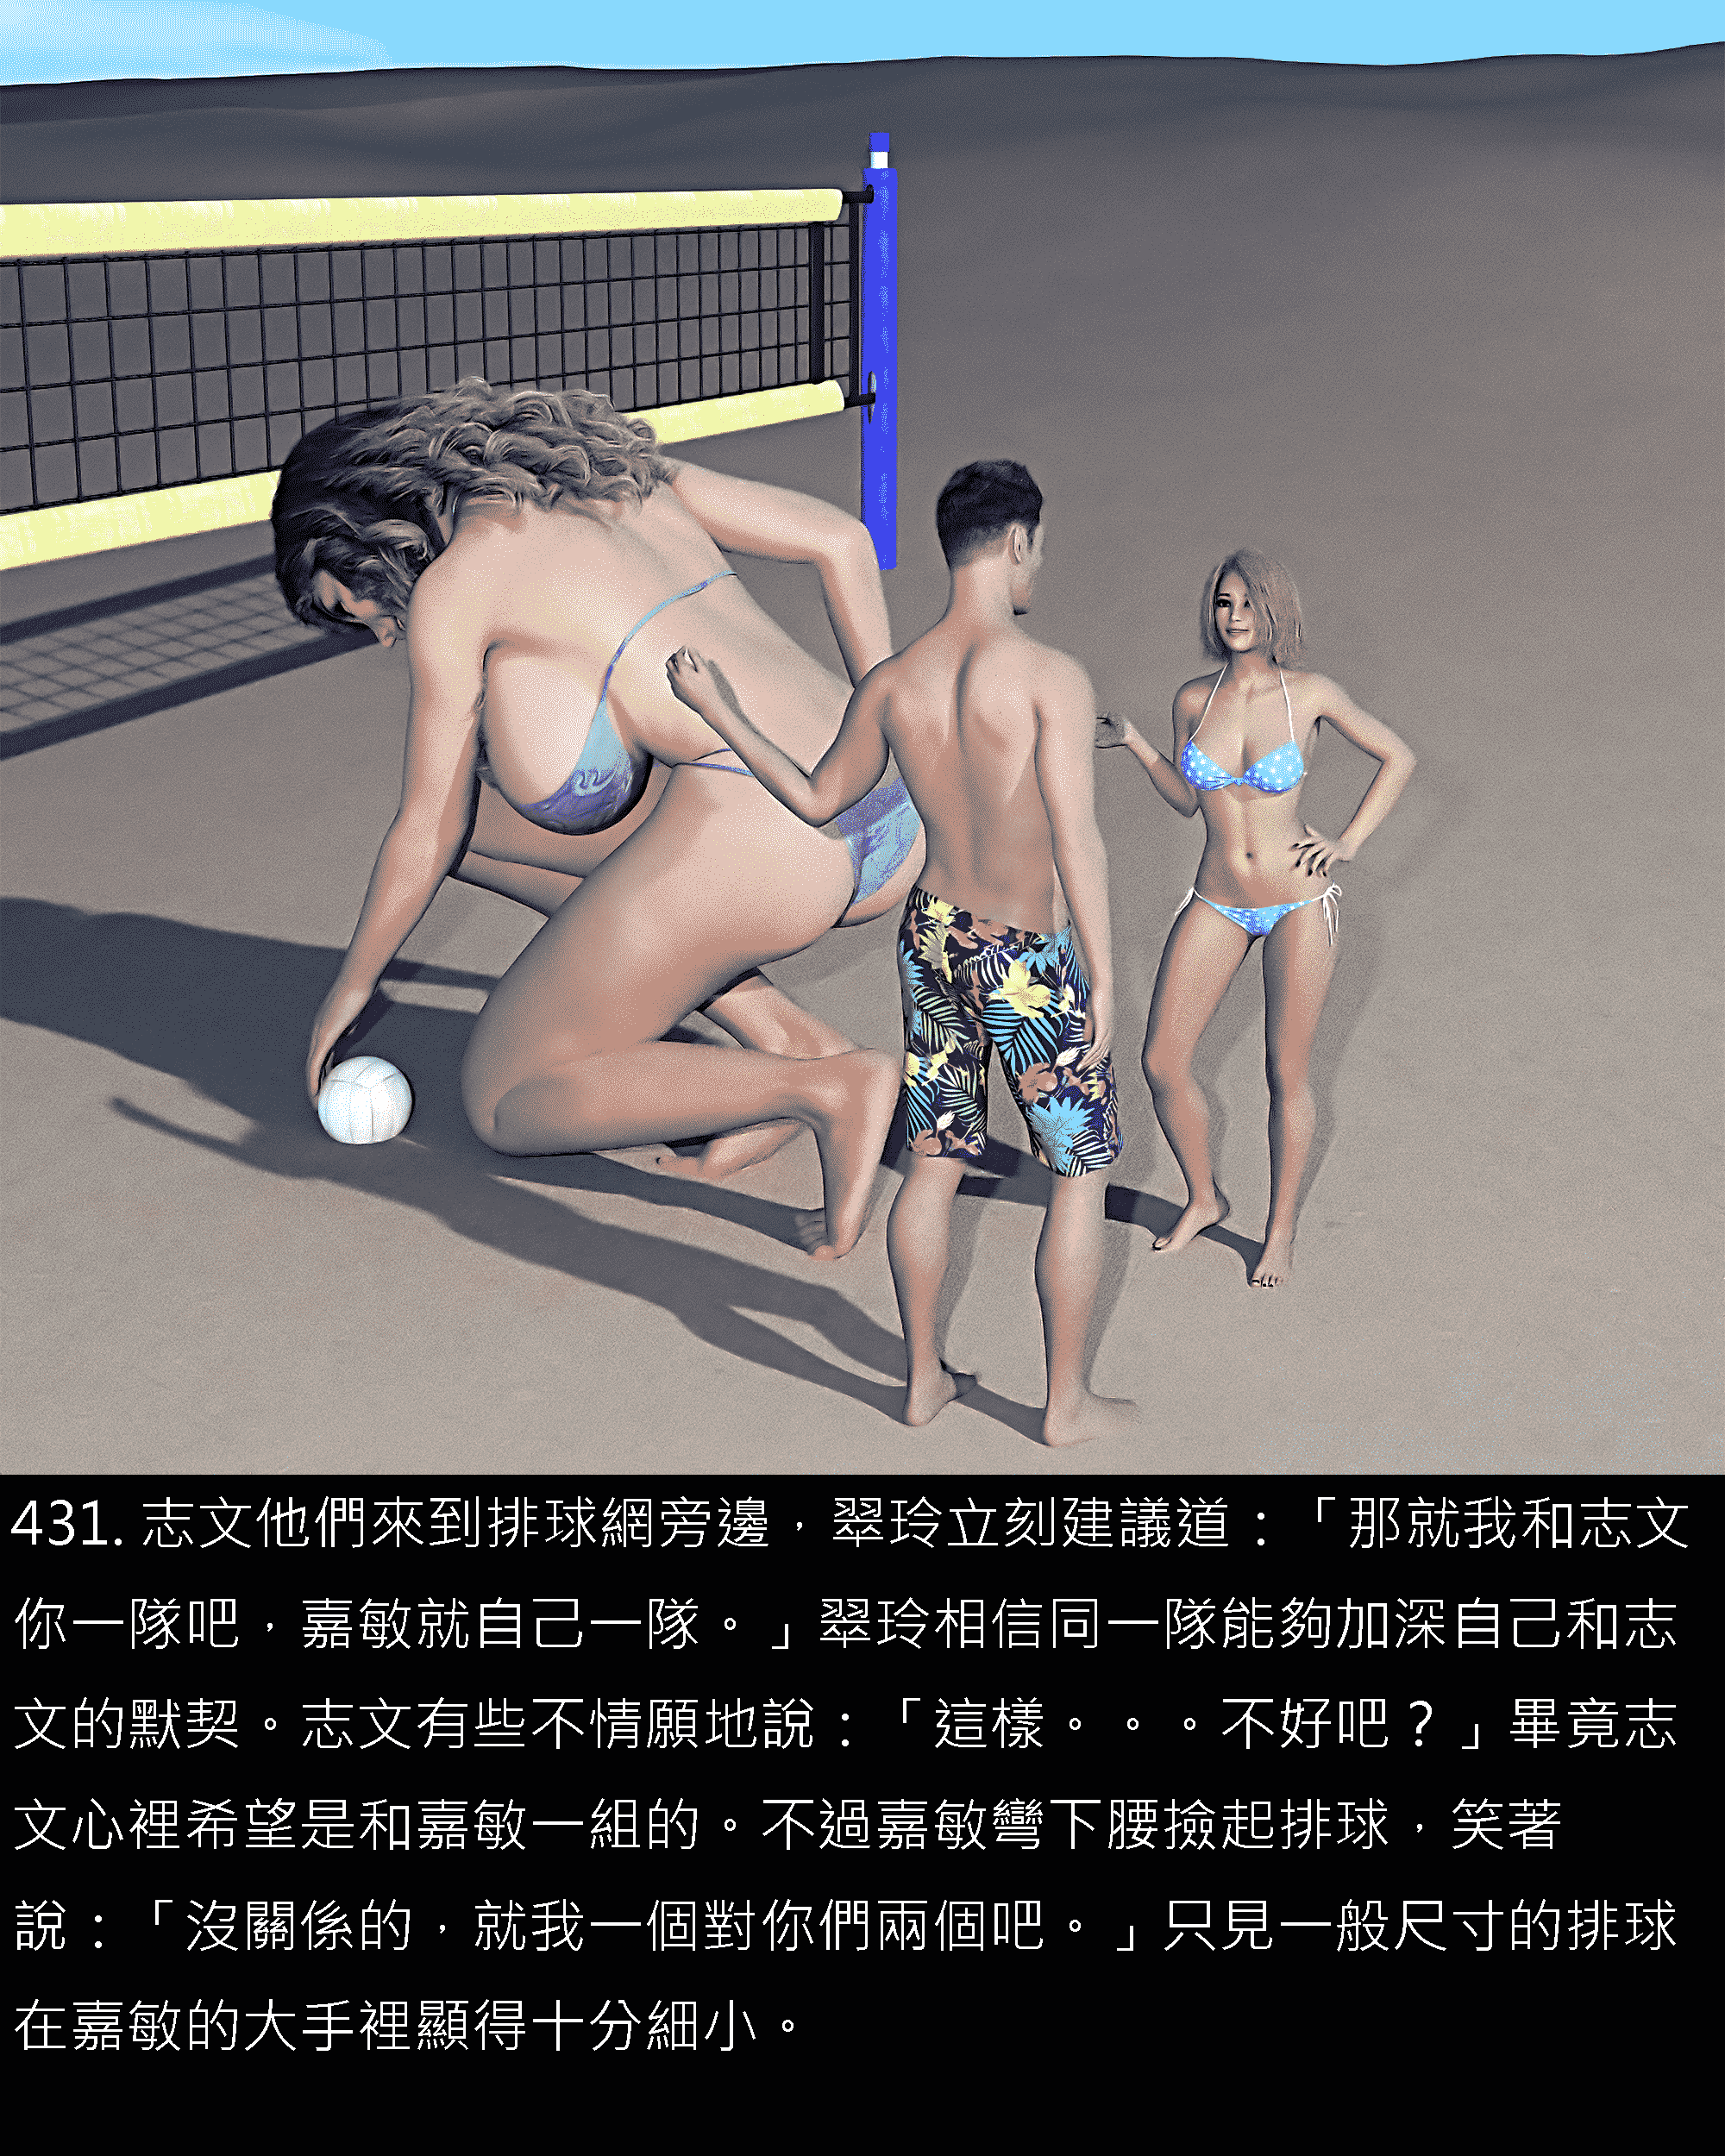 431. 志文他們來到排球網旁邊，翠玲立刻建議道：「那就我和志文
你一隊吧，嘉敏就自己一隊。」翠玲相信同一隊能夠加深自己和志
文的默契。志文有些不情願地說：「這樣。。。不好吧？」畢竟志
文心裡希望是和嘉敏一組的。不過嘉敏彎下腰撿起排球，笑著
說：「沒關係的，就我一個對你們兩個吧。」只見一般尺寸的排球
在嘉敏的大手裡顯得十分細小。